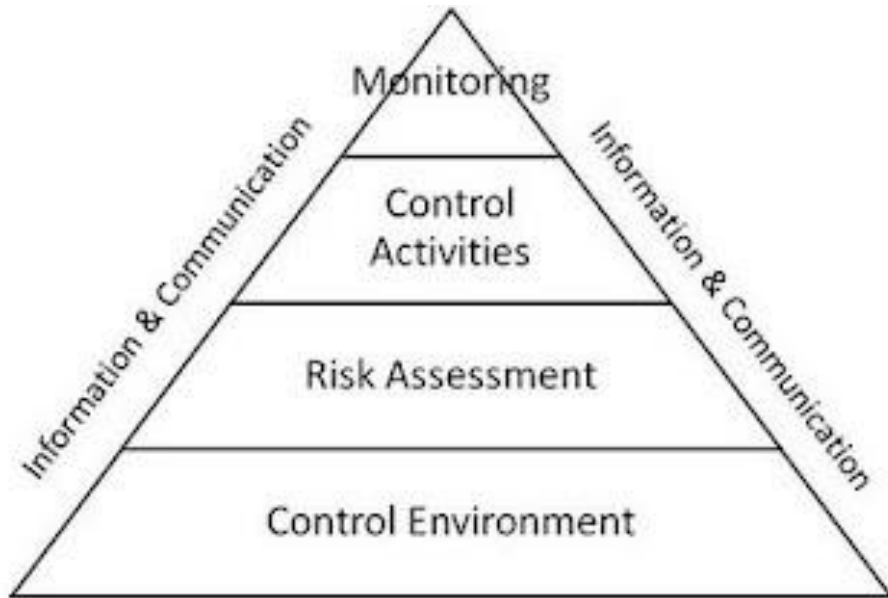 Monitoring
Information & Communication
Information & Communication
Control
Activities
Risk Assessment
Control Environment